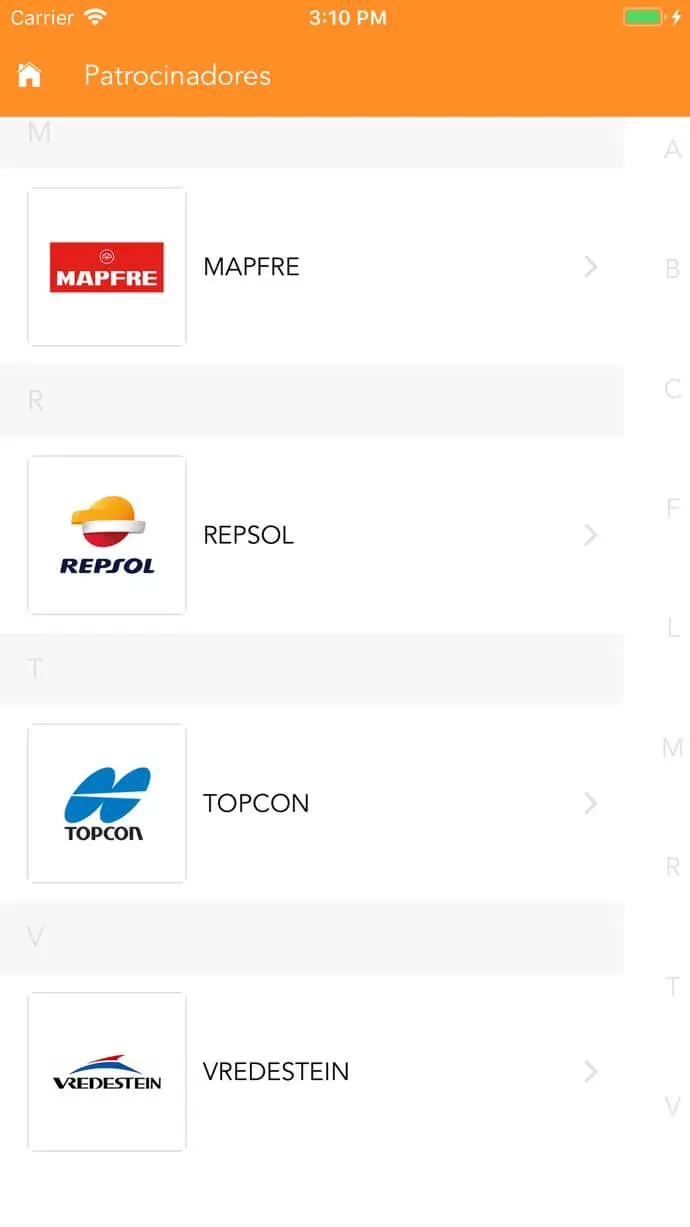 Carrier 3:10 PM
Patrocinadores
M
MAPFRE
MAPFRE
R
REPSOL
REPSOL
T
TOPCON
TOPCON
V
VREDESTEIN
VREDESTEIN
A
B
C
F
L
M
R
T
V